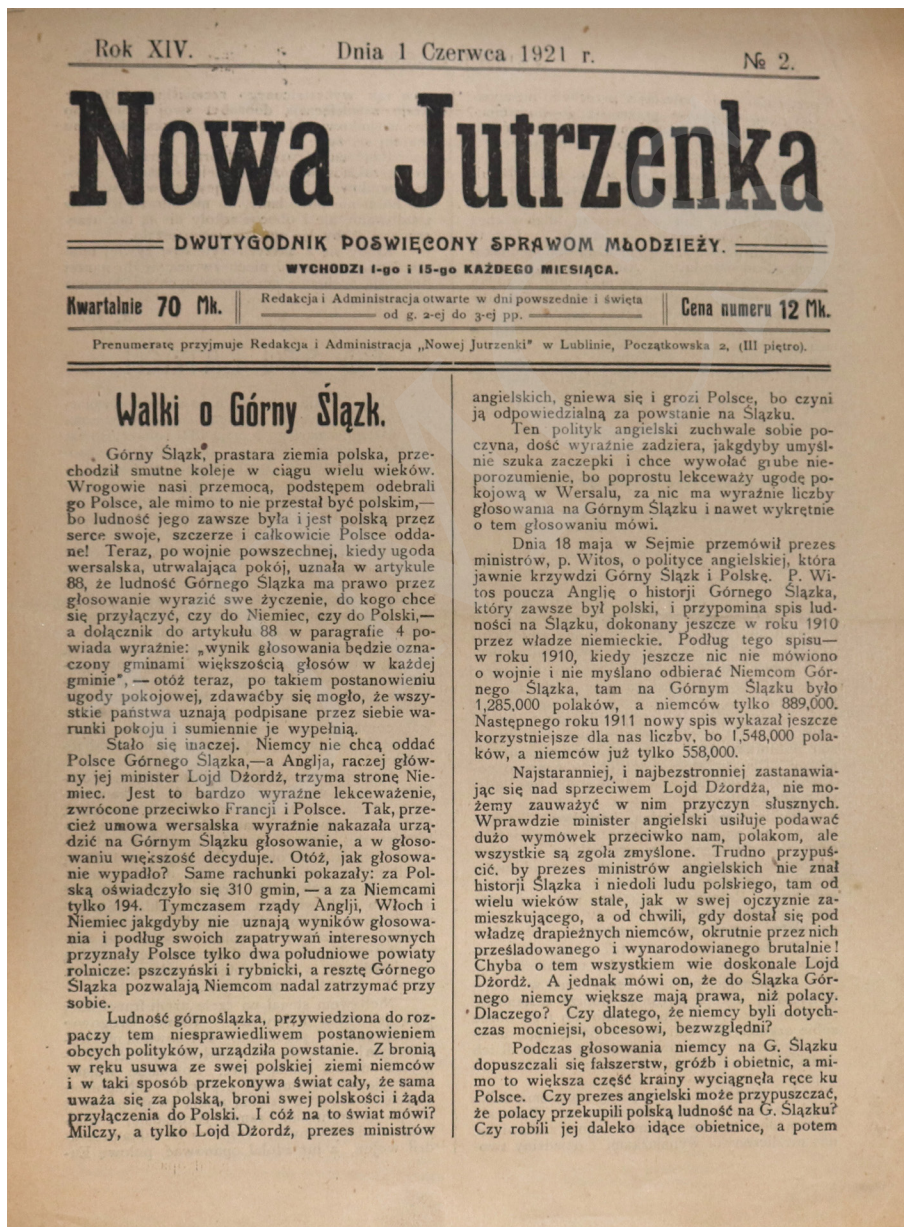 Rok XIV.
Dnia 1 Czerwca 1921 r.
№ 2.
Nowa Jutrzenka
DWUTYGODNIK POSWIĘCONY SPRAWOM MŁODZIEŻY.
WYCHODZI 1-go i 15-go KAŻDEGO MIESIĄCA.
Kwartalnie 70 Mk.
Redakcja i Administracja otwarte w dni powszednie i święta
od g. 2-ej do 3-ej pp.
Cena numeru 12 Mk.
Prenumeratę przyjmuje Redakcja i Administracja „Nowej Jutrzenki" w Lublinie, Początkowska 2, (III piętro).
Walki o Górny Ślązk.
Górny Ślązk, prastara ziemia polska, prze-
chodził smutne koleje w ciągu wielu wieków.
Wrogowie nasi przemocą, podstępem odebrali
go Polsce, ale mimo to nie przestał być polskim,—
bo ludność jego zawsze była i jest polską przez
serce swoje, szczerze i całkowicie Polsce odda-
ne! Teraz, po wojnie powszechnej, kiedy ugoda
wersalska, utrwalająca pokój, uznała w artykule
88, że ludność Górnego Ślązka ma prawo przez
głosowanie wyrazić swe życzenie, do kogo chce
się przyłączyć, czy do Niemiec, czy do Polski,—
a dołącznik do artykułu 88 w paragrafie 4 po-
wiada wyraźnie: „wynik głosowania będzie ozna-
czony gminami większością głosów w każdej
gminie", — otóż teraz, po takiem postanowieniu
ugody pokojowej, zdawaćby się mogło, że wszy-
stkie państwa uznają podpisane przez siebie wa-
runki pokoju i sumiennie je wypełnią.
Stało się inaczej. Niemcy nie chcą oddać
Polsce Górnego Ślązka,—a Anglja, raczej głów-
ny jej minister Lojd Dżordż, trzyma stronę Nie-
miec. Jest to bardzo wyraźne lekceważenie,
zwrócone przeciwko Francji i Polsce. Tak, prze-
cież umowa wersalska wyraźnie nakazała urzą-
dzić na Górnym Ślązku głosowanie, a w głoso-
waniu większość decyduje. Otóż, jak głosowa-
nie wypadło? Same rachunki pokazały: za Pol-
ską oświadczyło się 310 gmin, — a za Niemcami
tylko 194. Tymczasem rządy Anglji, Włoch i
Niemiec jakgdyby nie uznają wyników głosowa-
nia i podług swoich zapatrywań interesownych
przyznały Polsce tylko dwa południowe powiaty
rolnicze: pszczyński i rybnicki, a resztę Górnego
Ślązka pozwalają Niemcom nadal zatrzymać przy
sobie.
Ludność górnoślązka, przywiedziona do roz-
paczy tem niesprawiedliwem postanowieniem
obcych polityków, urządziła powstanie. Z bronią
w ręku usuwa ze swej polskiej ziemi niemców
i w taki sposób przekonywa świat cały, że sama
uważa się za polską, broni swej polskości i żąda
przyłączenia do Polski. I cóż na to świat mówi?
Milczy, a tylko Lojd Dżordż, prezes ministrów
angielskich, gniewa się i grozi Polsce, bo czyni
ją odpowiedzialną za powstanie na Ślązku.
Ten polityk angielski zuchwale sobie po-
czyna, dość wyraźnie zadziera, jakgdyby umyśl-
nie szuka zaczepki i chce wywołać grube nie-
porozumienie, bo poprostu lekceważy ugodę po-
kojową w Wersalu, za nic ma wyraźnie liczby
głosowania na Górnym Ślązku i nawet wykrętnie
o tem głosowaniu mówi.
Dnia 18 maja w Sejmie przemówił prezes
ministrów, p. Witos, o polityce angielskiej, która
jawnie krzywdzi Górny Ślązk i Polskę. P. Wi-
tos poucza Anglię o historji Górnego Ślązka,
który zawsze był polski, i przypomina spis lud-
ności na Ślązku, dokonany jeszcze w roku 1910
przez władze niemieckie. Podług tego spisu—
w roku 1910, kiedy jeszcze nic nie mówiono
o wojnie i nie myślano odbierać Niemcom Gór-
nego Ślązka, tam na Górnym Ślązku było
1,285,000 polaków, a niemców tylko 889,000.
Następnego roku 1911 nowy spis wykazał jeszcze
korzystniejsze dla nas liczby, bo 1,548,000 pola-
ków, a niemców już tylko 558,000.
Najstaranniej, i najbezstronniej zastanawia-
jąc się nad sprzeciwem Lojd Dżordża, nie mo-
żemy zauważyć w nim przyczyn słusznych.
Wprawdzie minister angielski usiłuje podawać
dużo wymówek przeciwko nam, polakom, ale
wszystkie są zgoła zmyślone. Trudno przypuś-
cić, by prezes ministrów angielskich nie znał
historji Ślązka i niedoli ludu polskiego, tam od
wielu wieków stale, jak w swej ojczyznie za-
mieszkującego, a od chwili, gdy dostał się pod
władzę drapieżnych niemców, okrutnie przez nich
prześladowanego i wynarodowianego brutalnie!
Chyba o tem wszystkiem wie doskonale Lojd
Dżordż. A jednak mówi on, że do Ślązka Gór-
nego niemcy większe mają prawa, niż polacy.
Dlaczego? Czy dlatego, że niemcy byli dotych-
czas mocniejsi, obcesowi, bezwzględni?
Podczas głosowania niemcy na G. Ślązku
dopuszczali się fałszerstw, gróźb i obietnic, a mi-
mo to większa część krainy wyciągnęła ręce ku
Polsce. Czy prezes angielski może przypuszczać,
że polacy przekupili polską ludność na G. Ślązku?
Czy robili jej daleko idące obietnice, a potem